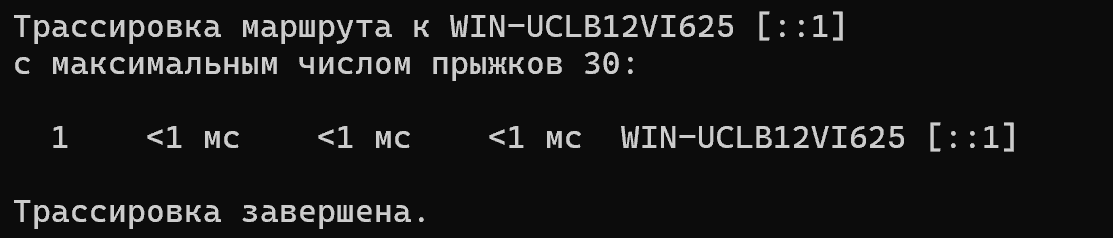 Трассировка маршрута к WIN-UCLB12VI625 [::1]
с максимальным числом прыжков 30:
1 <1 мс <1 мс <1 мс WIN-UCLB12VI625 [::1]
Трассировка завершена.